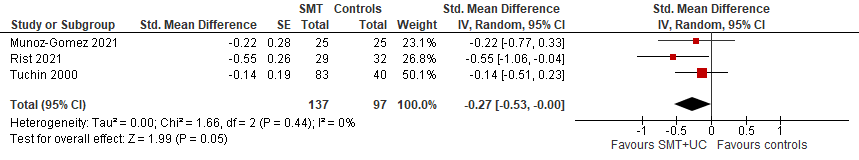 SMT Controls Std. Mean Difference Std. Mean Difference
Study or Subgroup Std. Mean Difference SE Total Total Weight IV, Random, 95% CI IV, Random, 95% CI
Munoz-Gomez 2021 -0.22 0.28 25 25 23.1% -0.22 [-0.77, 0.33]
Rist 2021 -0.55 0.26 29 32 26.8% -0.55 [-1.06, -0.04]
Tuchin 2000 -0.14 0.19 83 40 50.1% -0.14 [-0.51, 0.23]
Total (95% CI) 137 97 100.0% -0.27 [-0.53, -0.00]
Heterogeneity: Tau² = 0.00; Chi² = 1.66, df = 2 (P = 0.44); I² = 0%
Test for overall effect: Z = 1.99 (P = 0.05)
-1 -0.5 0 0.5 1
Favours SMT+UC Favours controls